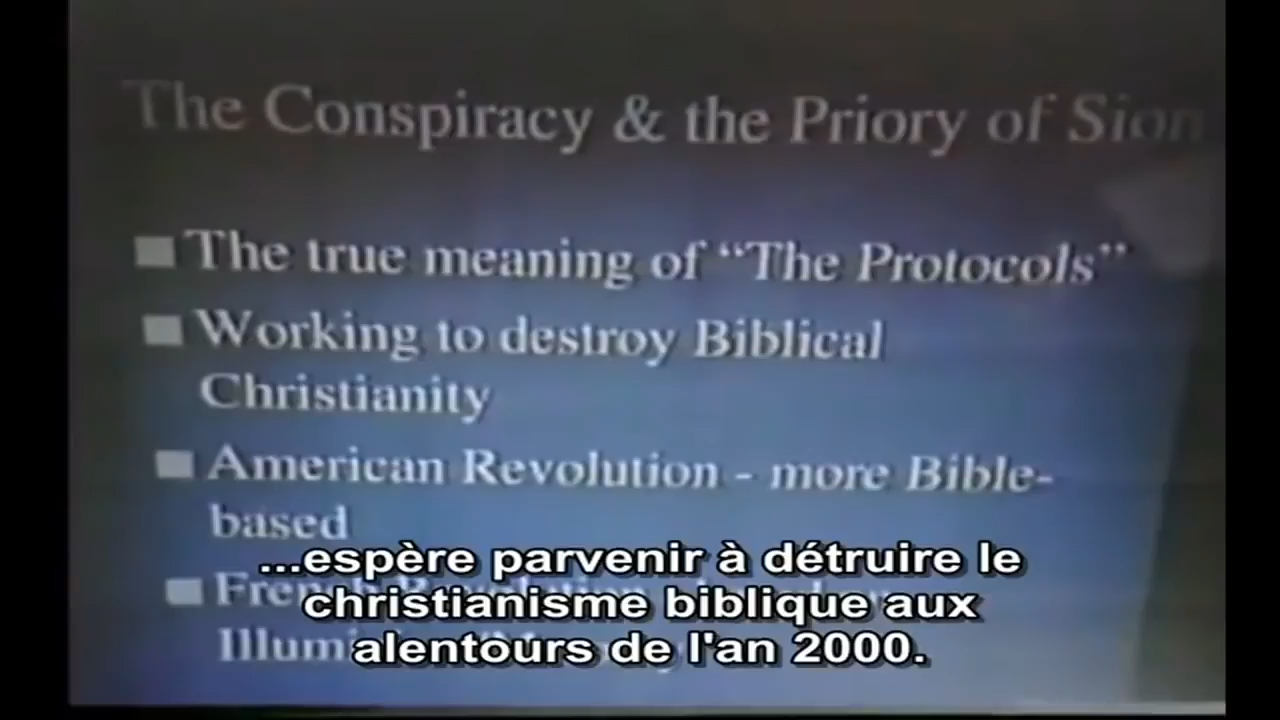 The Conspiracy & the Priory of Sion
■ The true meaning of “The Protocols”
■ Working to destroy Biblical
Christianity
■ American Revolution - more Bible-
based
■
...espère parvenir à détruire le
christianisme biblique aux
alentours de l'an 2000.